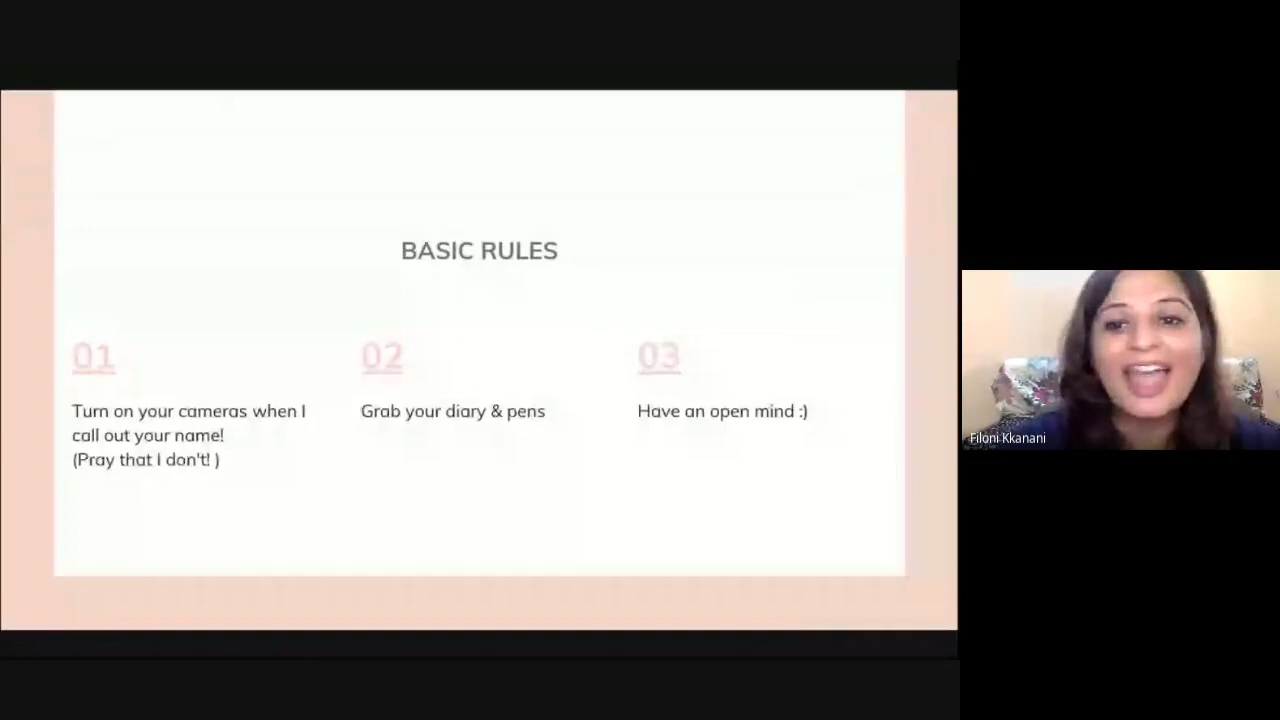 BASIC RULES
01
Turn on your cameras when I
call out your name!
(Pray that I don't! )
02
Grab your diary & pens
03
Have an open mind :)
Filoni Kkanani